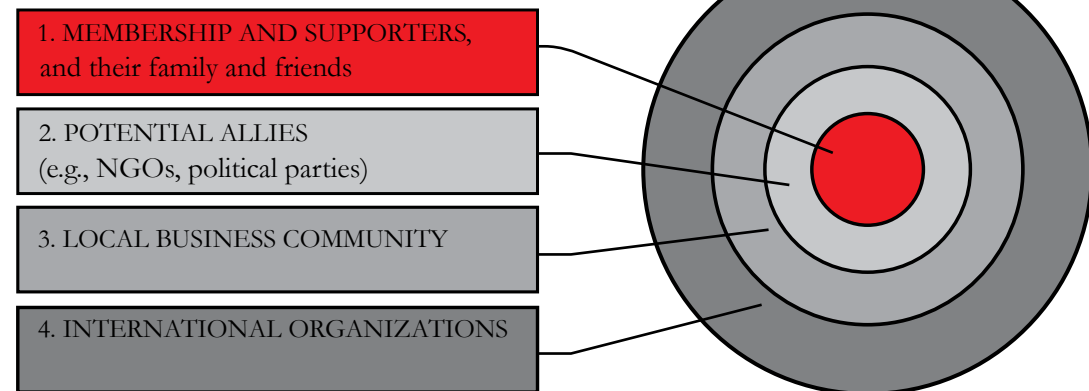 1. MEMBERSHIP AND SUPPORTERS,
and their family and friends
2. POTENTIAL ALLIES
(e.g., NGOs, political parties)
3. LOCAL BUSINESS COMMUNITY
4. INTERNATIONAL ORGANIZATIONS